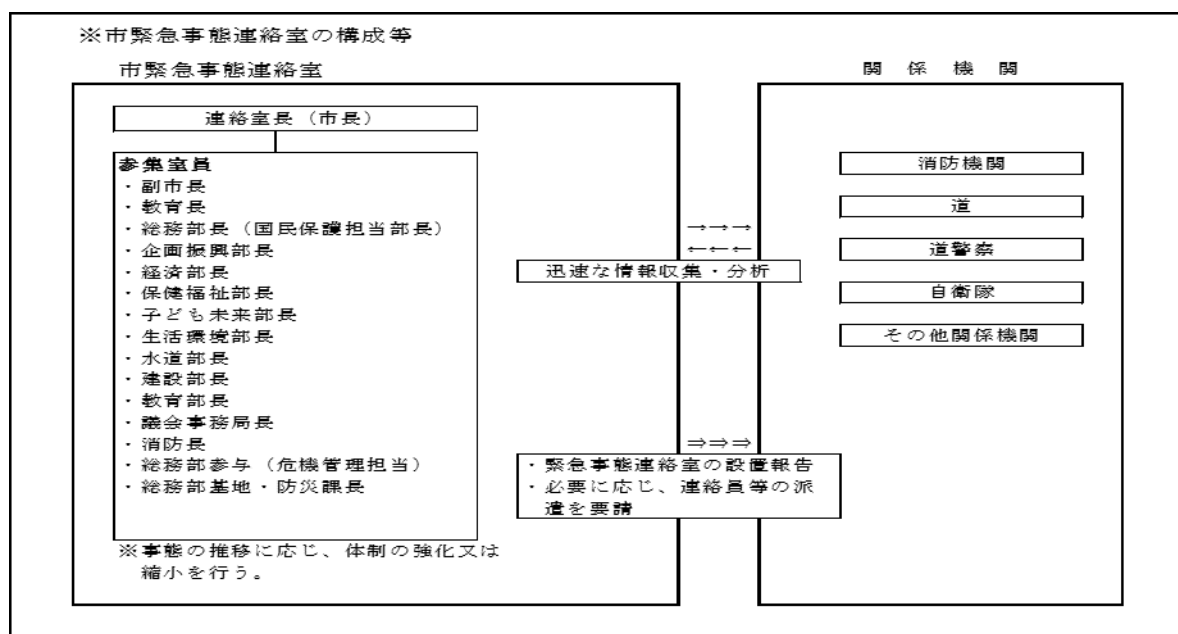 ※市緊急事態連絡室の構成等
市緊急事態連絡室
関係機関
連絡室長（市長）
参集室員
・副市長
・教育長
・総務部長（国民保護担当部長）
・企画振興部長
・経済部長
・保健福祉部長
・子ども未来部長
・生活環境部長
・水道部長
・建設部長
・教育部長
・議会事務局長
・消防長
・総務部参与（危機管理担当）
・総務部基地・防災課長
※事態の推移に応じ、体制の強化又は
縮小を行う。
→→→
←←←
迅速な情報収集・分析
⇒⇒⇒
・緊急事態連絡室の設置報告
・必要に応じ、連絡員等の派
遣を要請
消防機関
道
道警察
自衛隊
その他関係機関